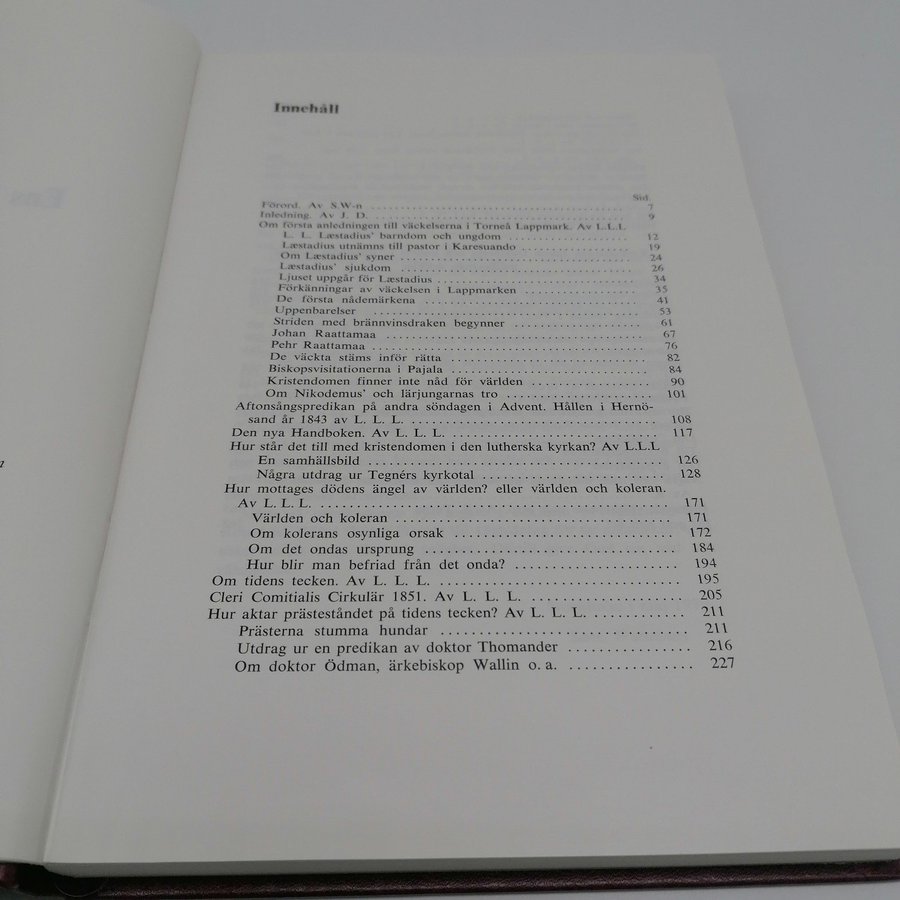 Innehåll
Sid.
Förord. Av S.W-n ........ 7
Inledning. Av J. D. ........ 9
Om första anledningen till väckelserna i Torneå Lappmark. Av L.L.L
L. L. Læstadius' barndom och ungdom ........ 12
Læstadius utnämns till pastor i Karesuando ........ 19
Om Læstadius' syner ........ 24
Læstadius' sjukdom ........ 26
Ljuset uppgår för Læstadius ........ 34
Förkänningar av väckelsen i Lappmarken ........ 35
De första nådemärkena ........ 41
Uppenbarelser ........ 53
Striden med brännvinsdraken begynner ........ 61
Johan Raattamaa ........ 67
Pehr Raattamaa ........ 76
De väckta stäms inför rätta ........ 82
Biskopsvisitationerna i Pajala ........ 84
Kristendomen finner inte nåd för världen ........ 90
Om Nikodemus' och lärjungarnas tro ........ 101
Aftonsångspredikan på andra söndagen i Advent. Hållen i Hernö-
sand år 1843 av L. L. L. ........ 108
Den nya Handboken. Av L. L. L. ........ 117
Hur står det till med kristendomen i den lutherska kyrkan? Av L.L.L
En samhällsbild ........ 126
Några utdrag ur Tegnérs kyrkotal ........ 128
Hur mottages dödens ängel av världen? eller världen och koleran.
Av L. L. L. ........ 171
Världen och koleran ........ 171
Om kolerans osynliga orsak ........ 172
Om det ondas ursprung ........ 184
Hur blir man befriad från det onda? ........ 194
Om tidens tecken. Av L. L. L. ........ 195
Cleri Comitialis Cirkulär 1851. Av L. L. L. ........ 205
Hur aktar prästeståndet på tidens tecken? Av L. L. L. ........ 211
Prästerna stumma hundar ........ 211
Utdrag ur en predikan av doktor Thomander ........ 216
Om doktor Ödman, ärkebiskop Wallin o. a. ........ 227